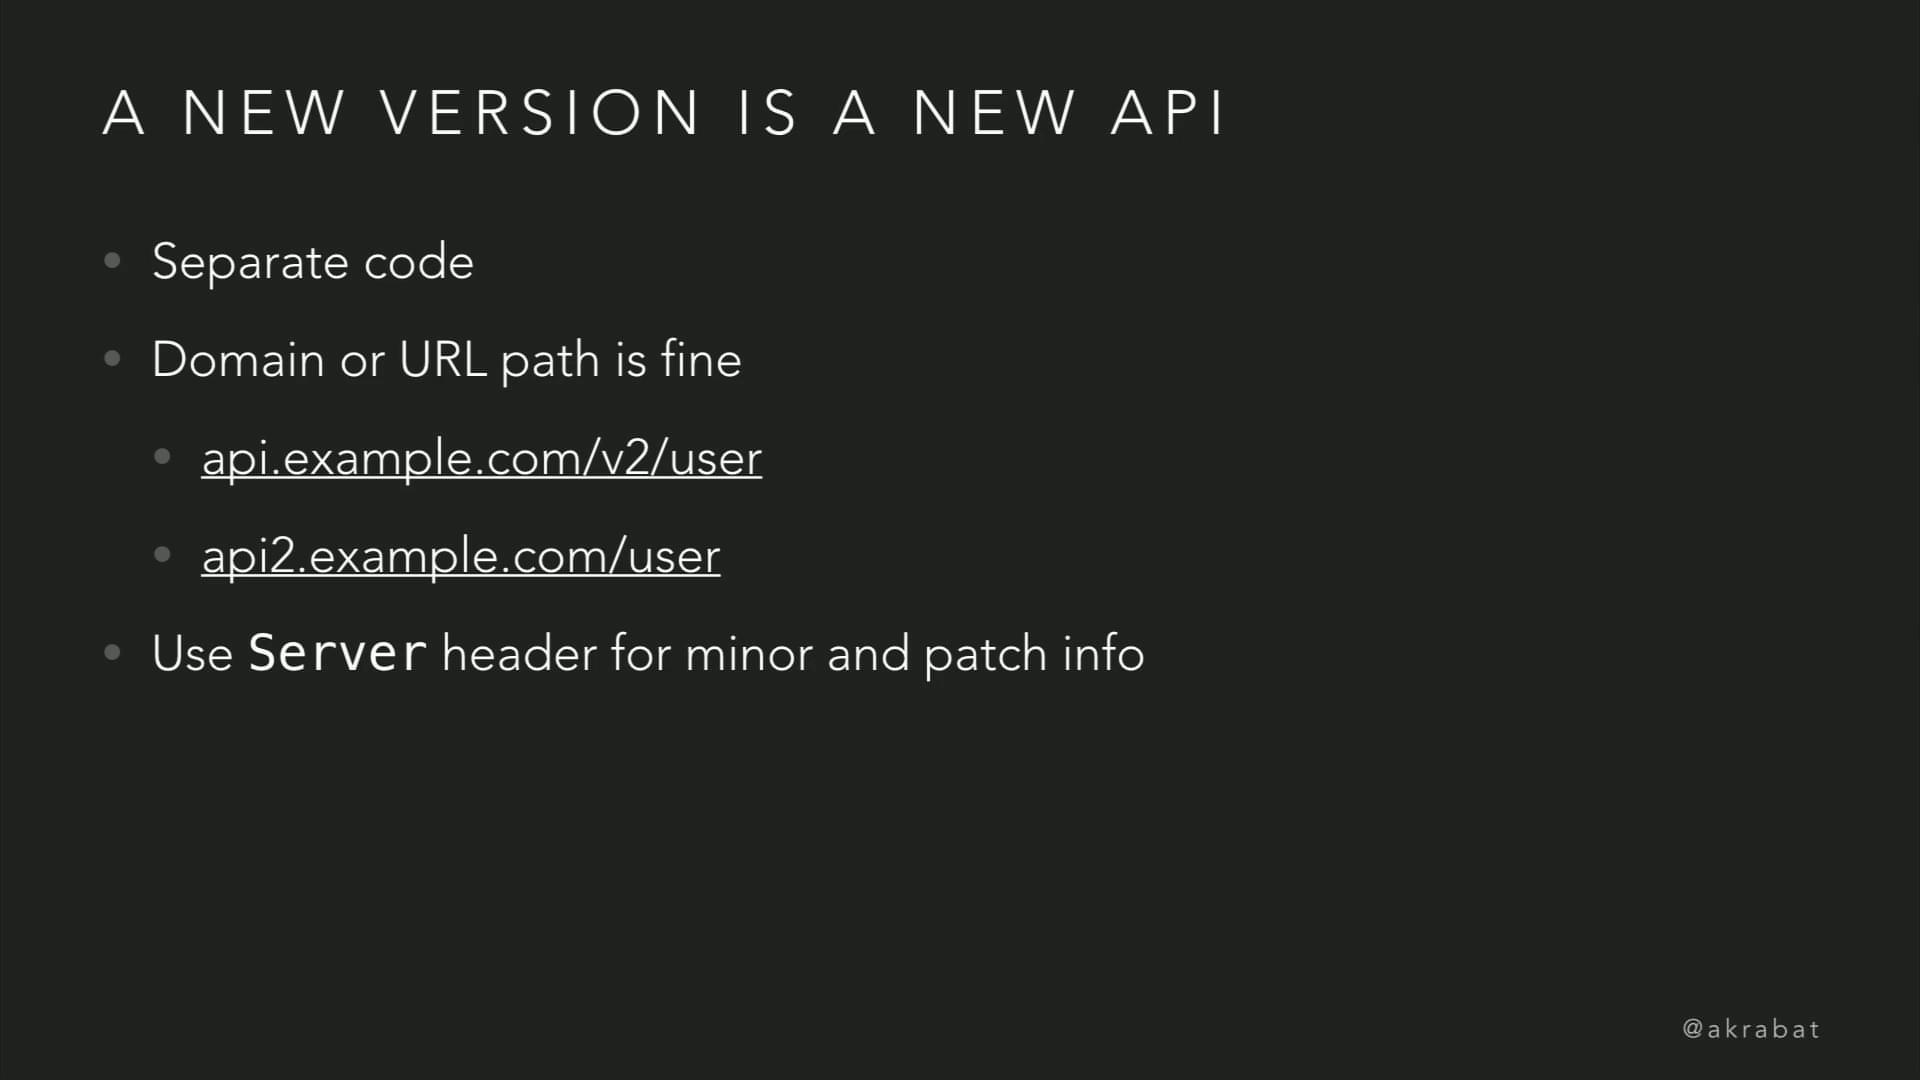 A NEW VERSION IS A NEW API
• Separate code
• Domain or URL path is fine
• api.example.com/v2/user
• api2.example.com/user
• Use Server header for minor and patch info
@akrabat